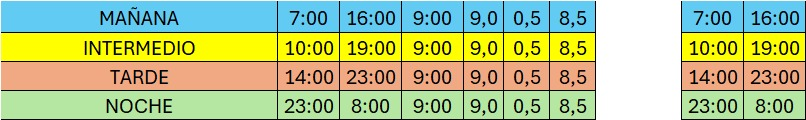 MAÑANA 7:00 16:00 9:00 9,0 0,5 8,5 7:00 16:00
INTERMEDIO 10:00 19:00 9:00 9,0 0,5 8,5 10:00 19:00
TARDE 14:00 23:00 9:00 9,0 0,5 8,5 14:00 23:00
NOCHE 23:00 8:00 9:00 9,0 0,5 8,5 23:00 8:00